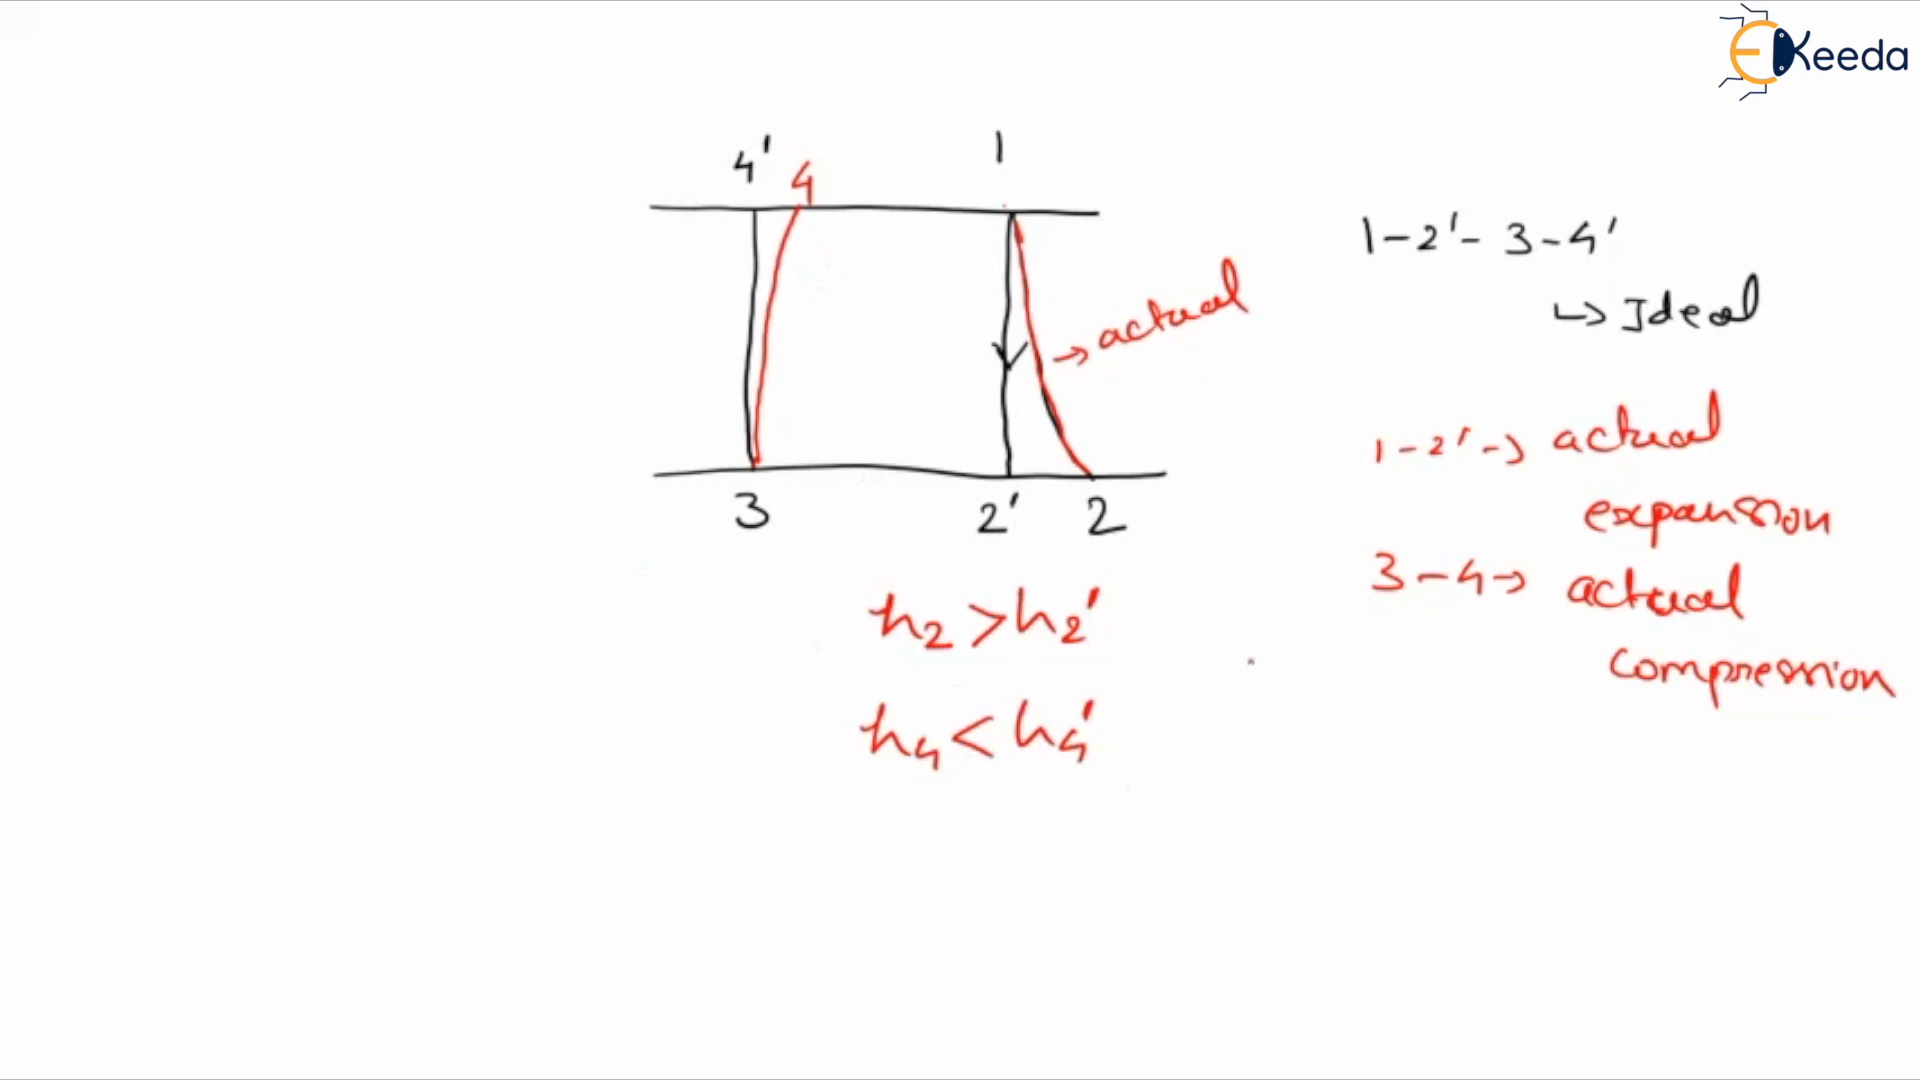 EKeeda
4' 4 1
1-2'-3-4'
↳ Ideal
→ actual
1-2' → actual
expansion
3 2' 2
3-4 → actual
compression
h2 > h2'
h4 < h4'